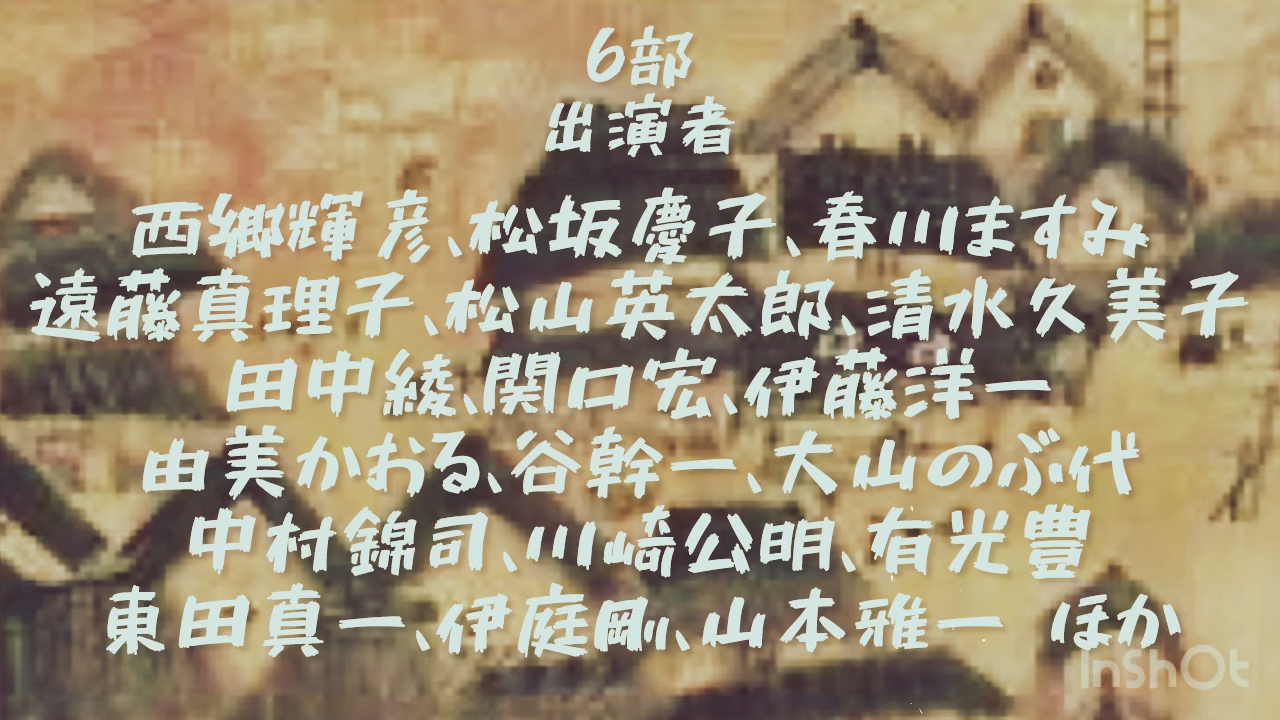 6部
出演者
西郷輝彦、松坂慶子、春川ますみ
遠藤真理子、松山英太郎、清水久美子
田中綾、関口宏、伊藤洋一
由美かおる、谷幹一、大山のぶ代
中村錦司、川崎公明、有光豊
東田真一、伊庭剛、山本雅一 ほか
InShOt